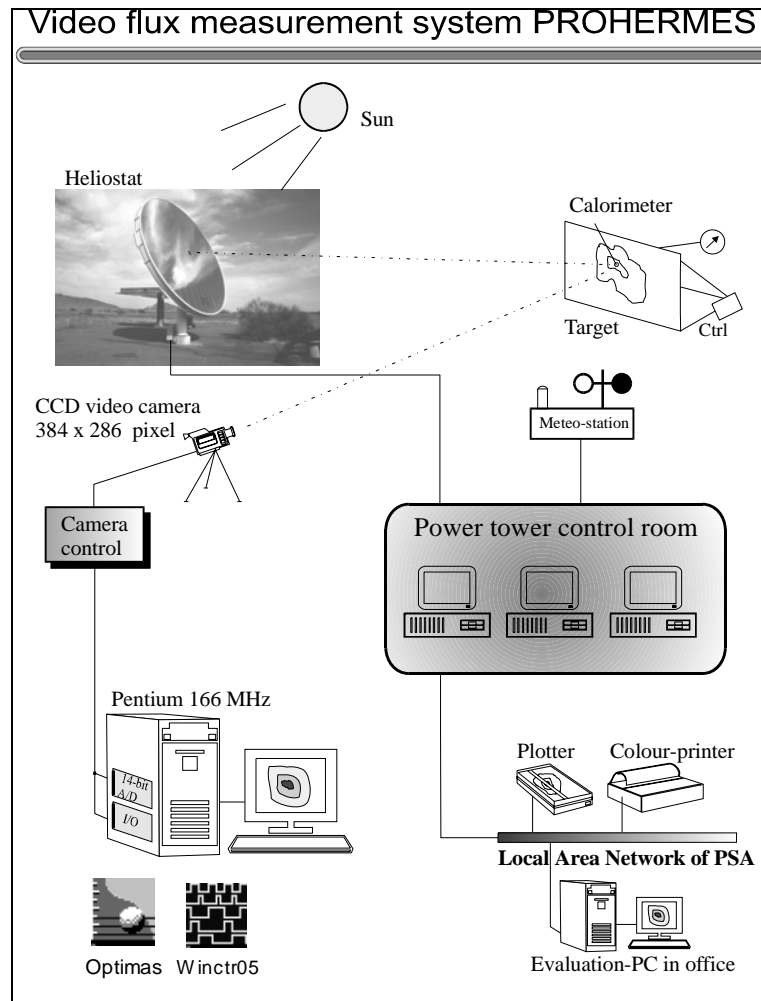 Video flux measurement system PROHERMES
Sun
Heliostat
Calorimeter
Target
Ctrl
CCD video camera
384 x 286 pixel
Meteo-station
Camera
control
Power tower control room
Pentium 166 MHz
14-bit
A/D
I/O
Plotter
Colour-printer
Local Area Network of PSA
Optimas
Winctr05
Evaluation-PC in office